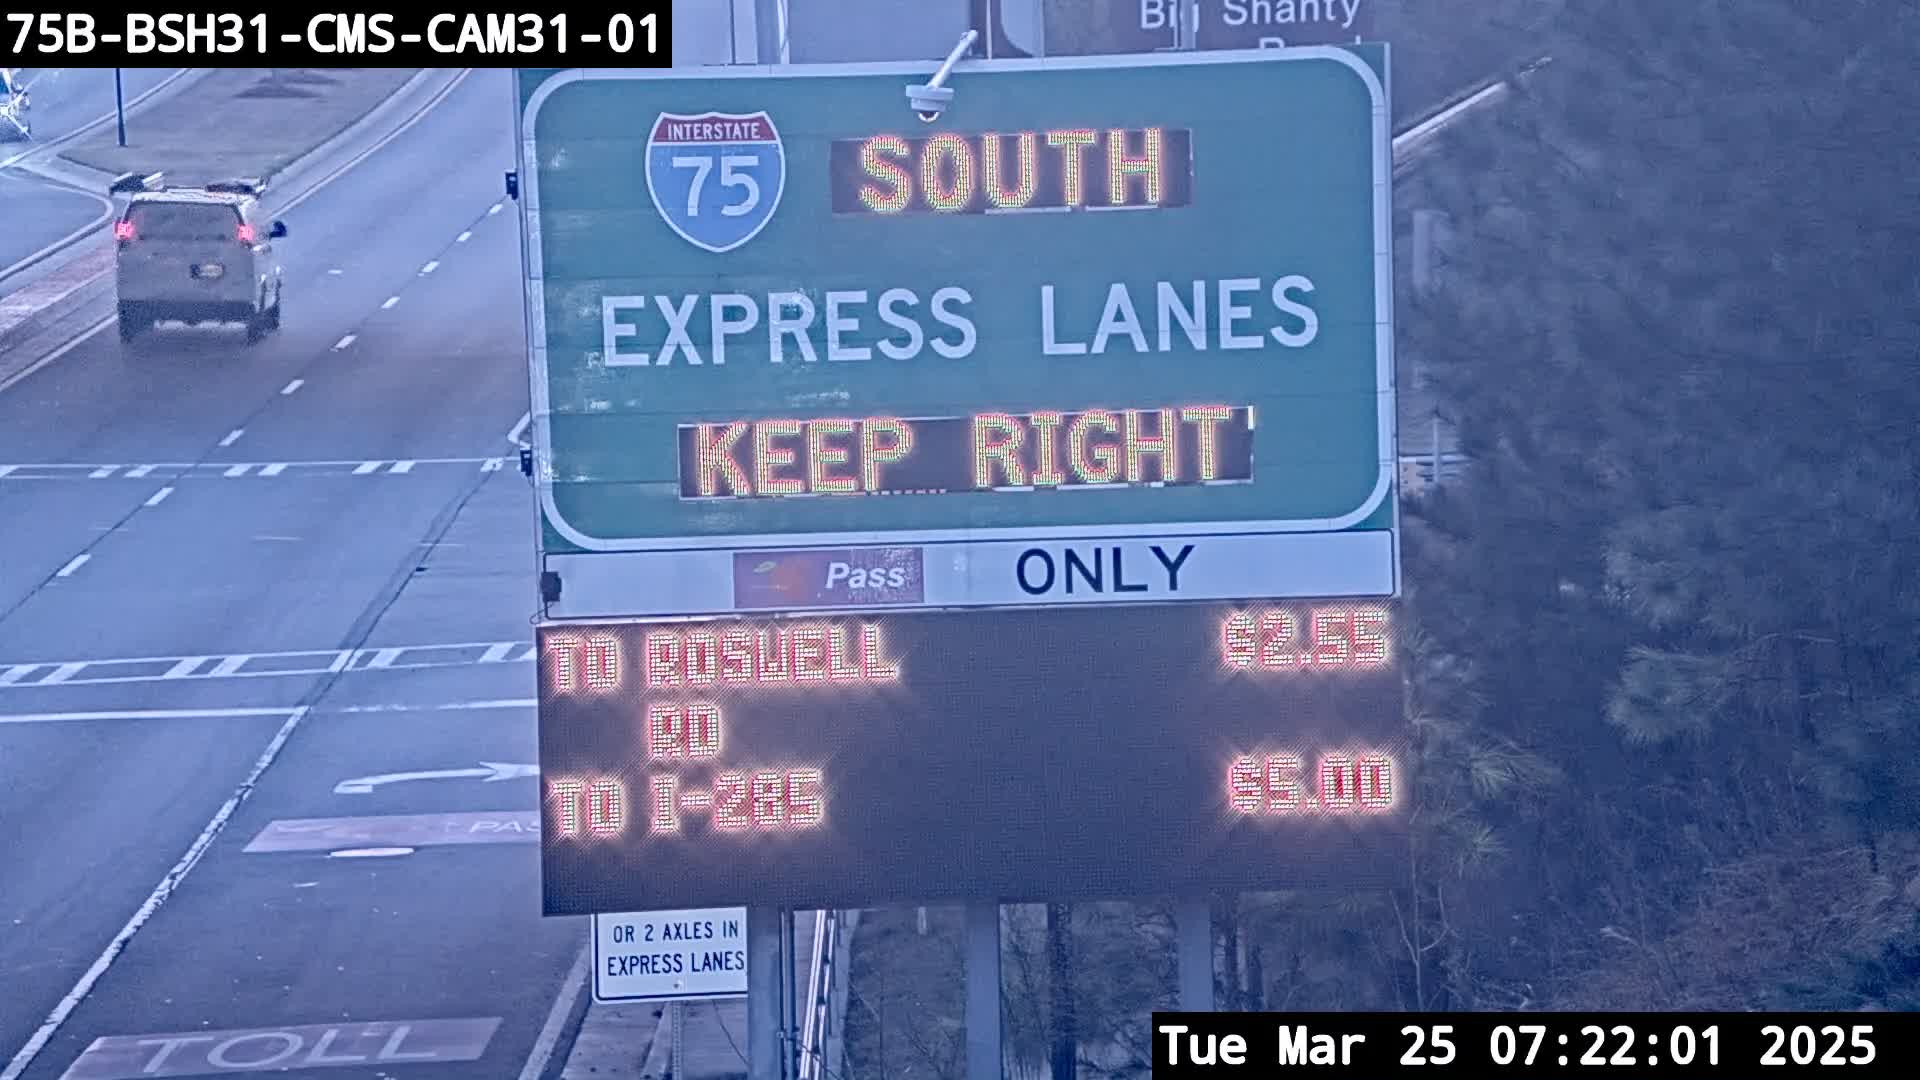 75B-BSH31-CMS-CAM31-01
Big Shanty
INTERSTATE
75
SOUTH
EXPRESS LANES
KEEP RIGHT
Pass ONLY
TO ROSWELL $2.55
RD
TO I-285 $5.00
OR 2 AXLES IN
EXPRESS LANES
TOLL
Tue Mar 25 07:22:01 2025